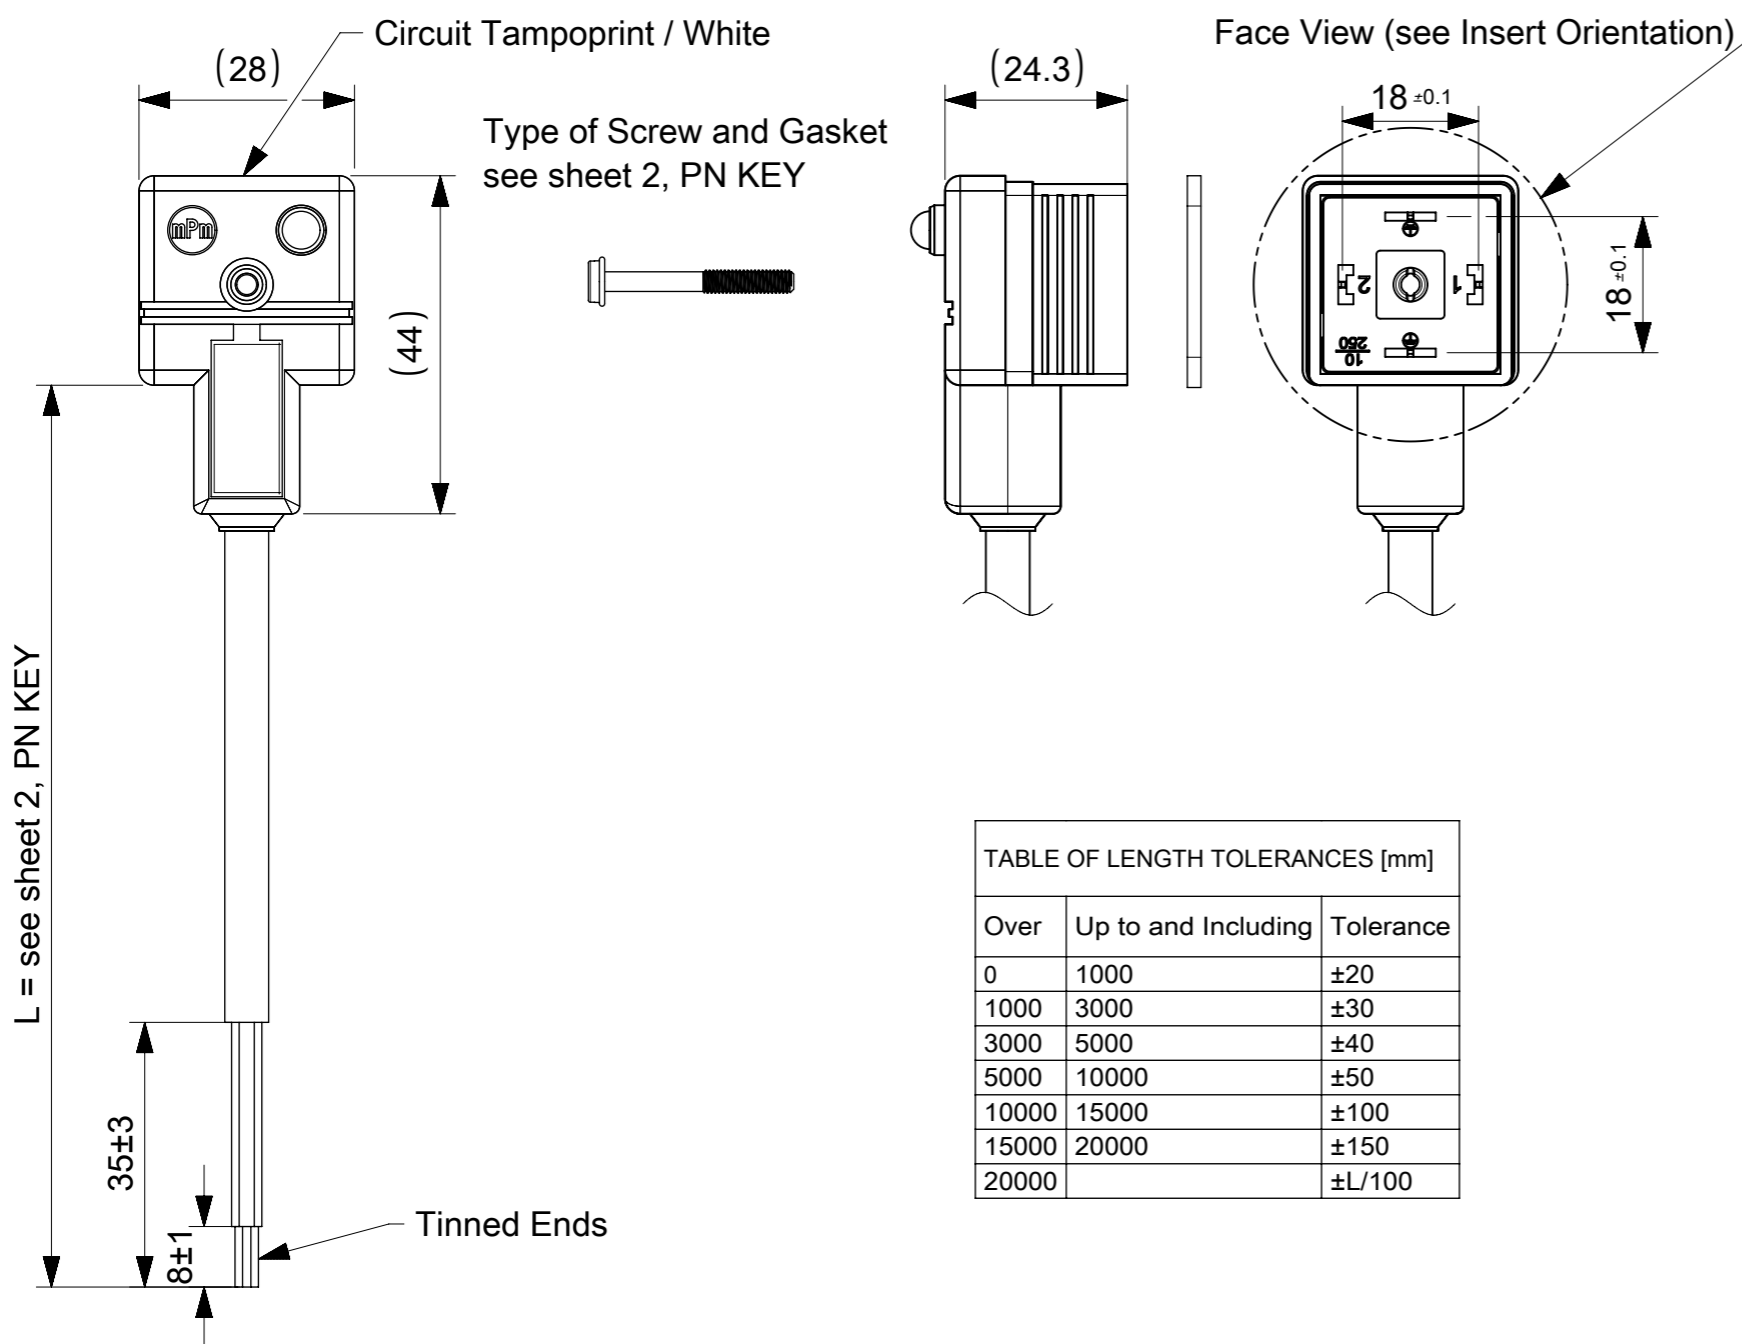 Circuit Tampoprint / White
(28)
Type of Screw and Gasket
see sheet 2, PN KEY
(24.3)
Face View (see Insert Orientation)
18 ±0.1
18 ±0.1
mPm
(44)
2
1
10
250
L = see sheet 2, PN KEY
35±3
8±1
Tinned Ends
TABLE OF LENGTH TOLERANCES [mm]
Over Up to and Including Tolerance
0 1000 ±20
1000 3000 ±30
3000 5000 ±40
5000 10000 ±50
10000 15000 ±100
15000 20000 ±150
20000 ±L/100